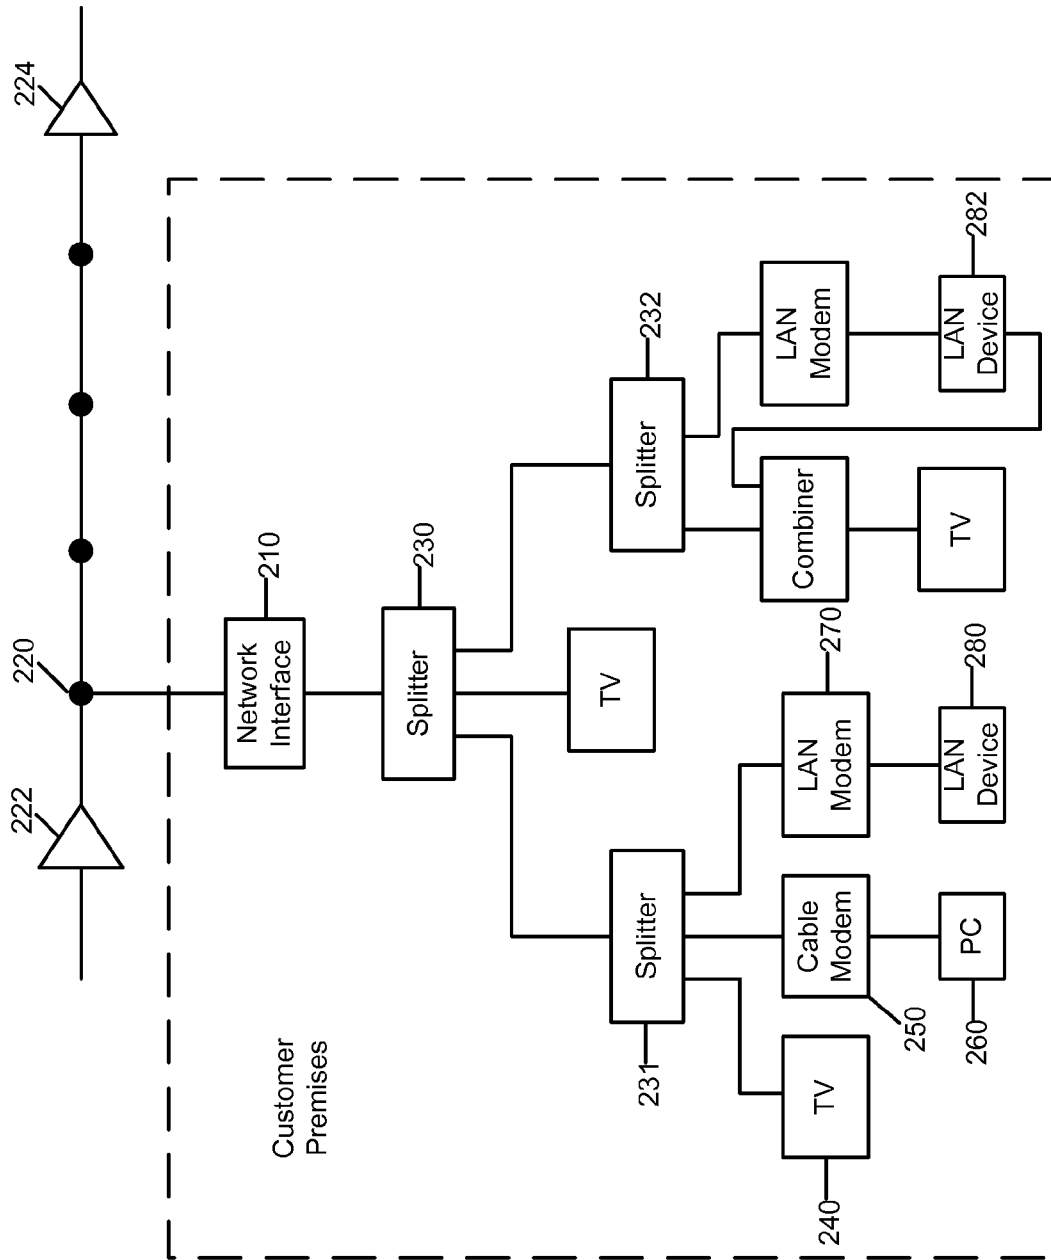 222
220
224
Customer
Premises
Network
Interface
210
Splitter
230
Splitter
231
TV
Splitter
232
TV
240
Cable
Modem
250
LAN
Modem
270
Combiner
LAN
Modem
PC
260
LAN
Device
280
TV
LAN
Device
282